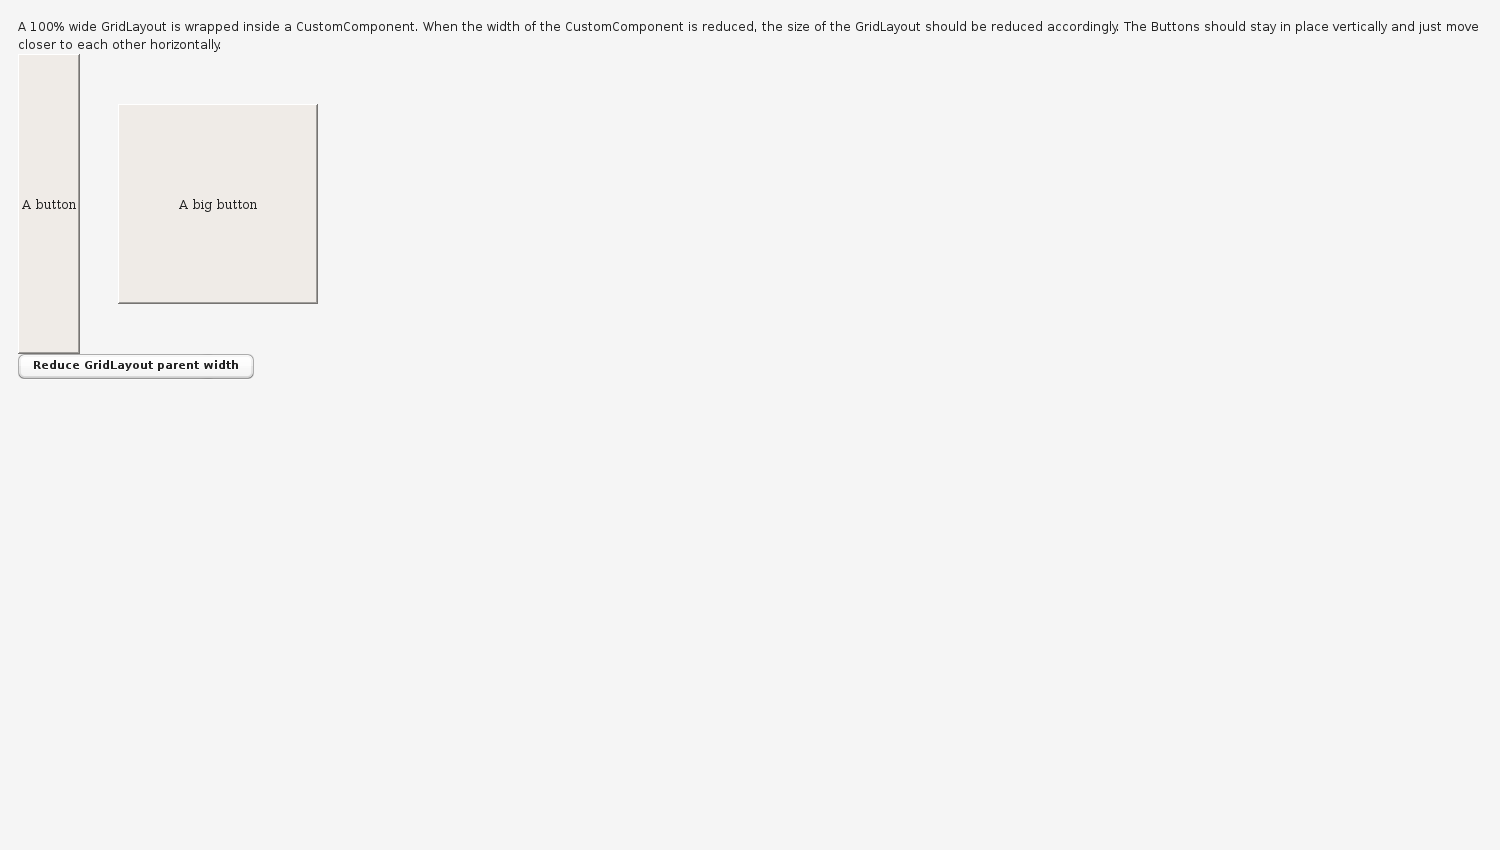 A 100% wide GridLayout is wrapped inside a CustomComponent. When the width of the CustomComponent is reduced, the size of the GridLayout should be reduced accordingly. The Buttons should stay in place vertically and just move
closer to each other horizontally.
A button
A big button
Reduce GridLayout parent width